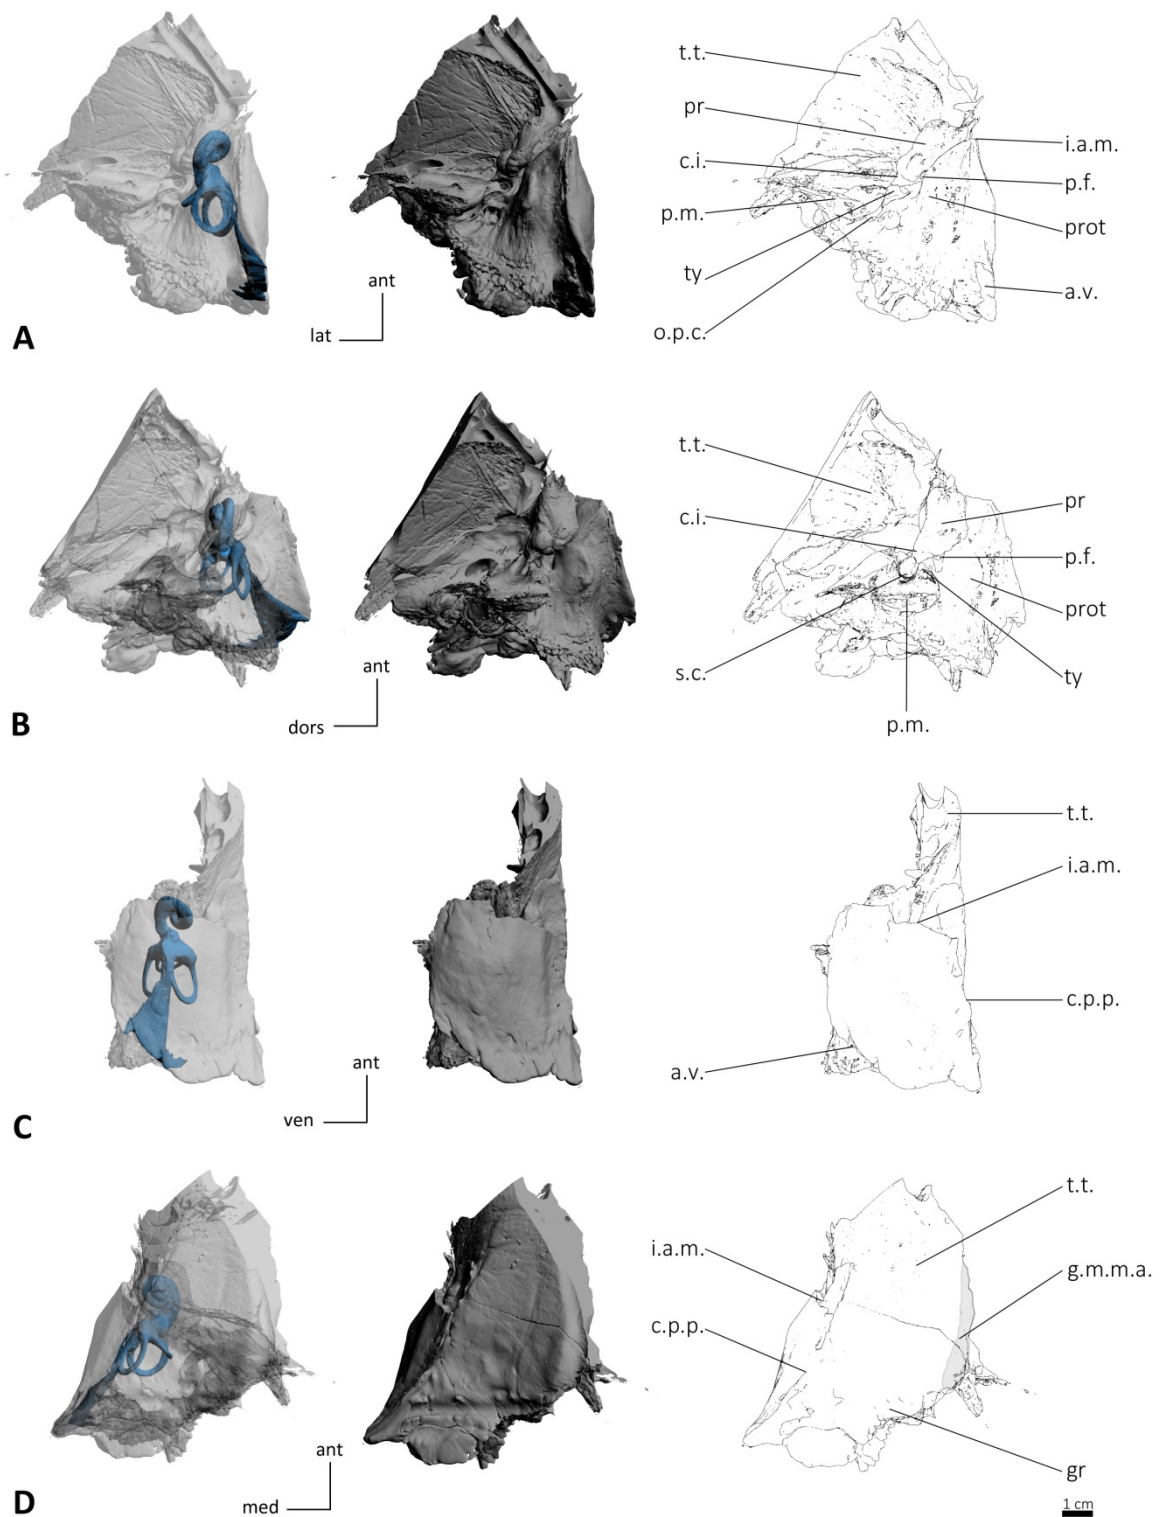 t.t.
pr
c.i.
p.m.
ty
o.p.c.
i.a.m.
p.f.
prot
a.v.
ant
lat
A
t.t.
c.i.
s.c.
p.m.
pr
p.f.
prot
ty
ant
dors
B
t.t.
i.a.m.
c.p.p.
a.v.
ant
ven
C
t.t.
i.a.m.
g.m.m.a.
c.p.p.
gr
ant
med
D
1 cm